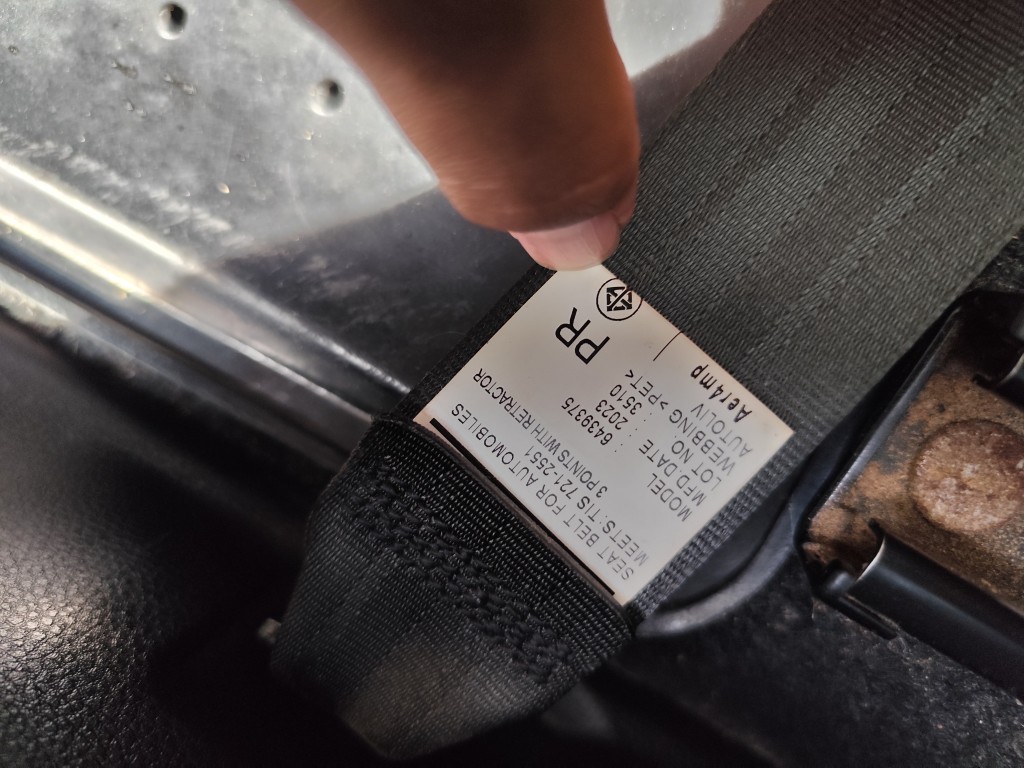 SEAT BELT FOR AUTOMOBILES
MEETS : TIS 721-2551
3 POINTS WITH RETRACTOR
MODEL : 6439375
MFD DATE : 2023
LOT NO. : 3510
WEBBING >PET<
AUTOLIV
PR
Ae14mp